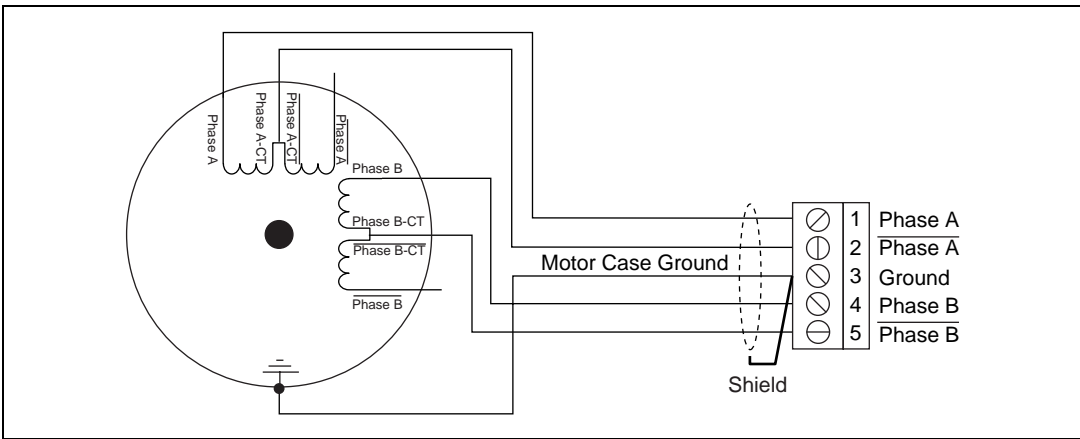 Phase A
Phase A-CT
Phase A-CT
Phase A
Phase B
Phase B-CT
Phase B-CT
Phase B
Motor Case Ground
Shield
1 Phase A
2 Phase A
3 Ground
4 Phase B
5 Phase B